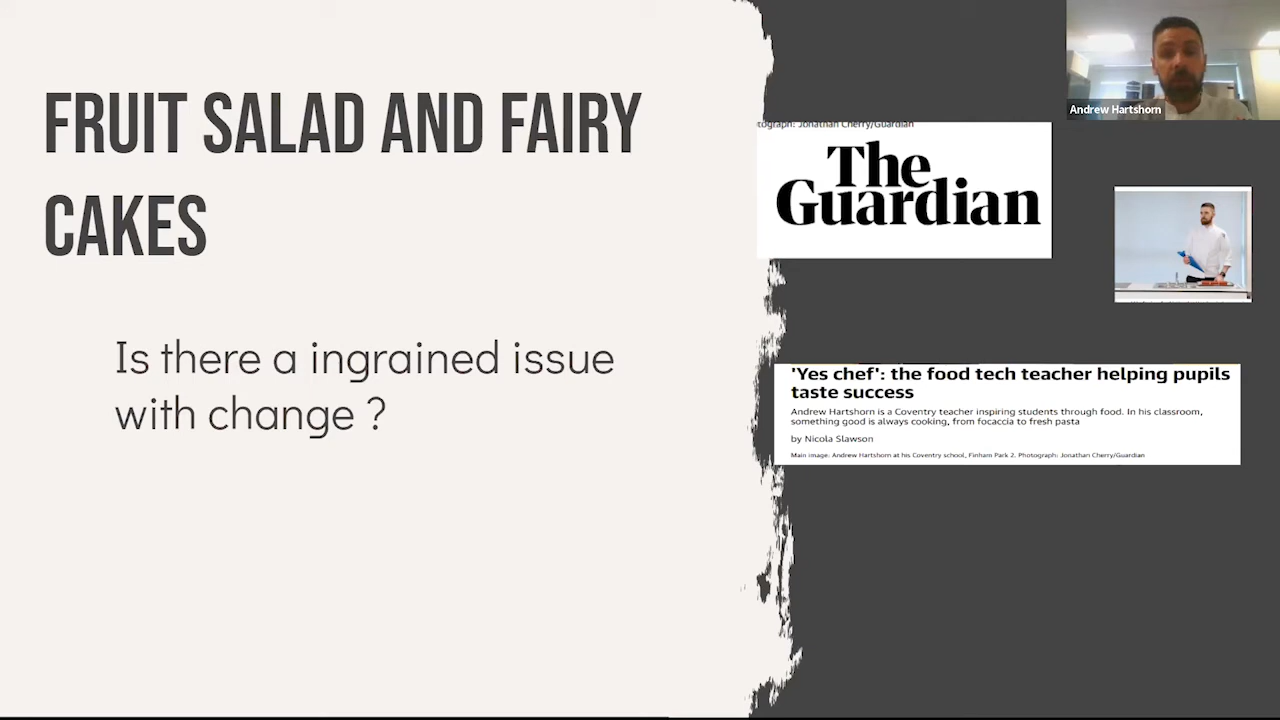 FRUIT SALAD AND FAIRY
CAKES
Is there a ingrained issue
with change ?
Andrew Hartshorn
tograph: Jonathan Cherry/Guardian
The
Guardian
'Yes chef': the food tech teacher helping pupils
taste success
Andrew Hartshorn is a Coventry teacher inspiring students through food. In his classroom,
something good is always cooking, from focaccia to fresh pasta
by Nicola Slawson
Main image: Andrew Hartshorn at his Coventry school, Finham Park 2. Photograph: Jonathan Cherry/Guardian